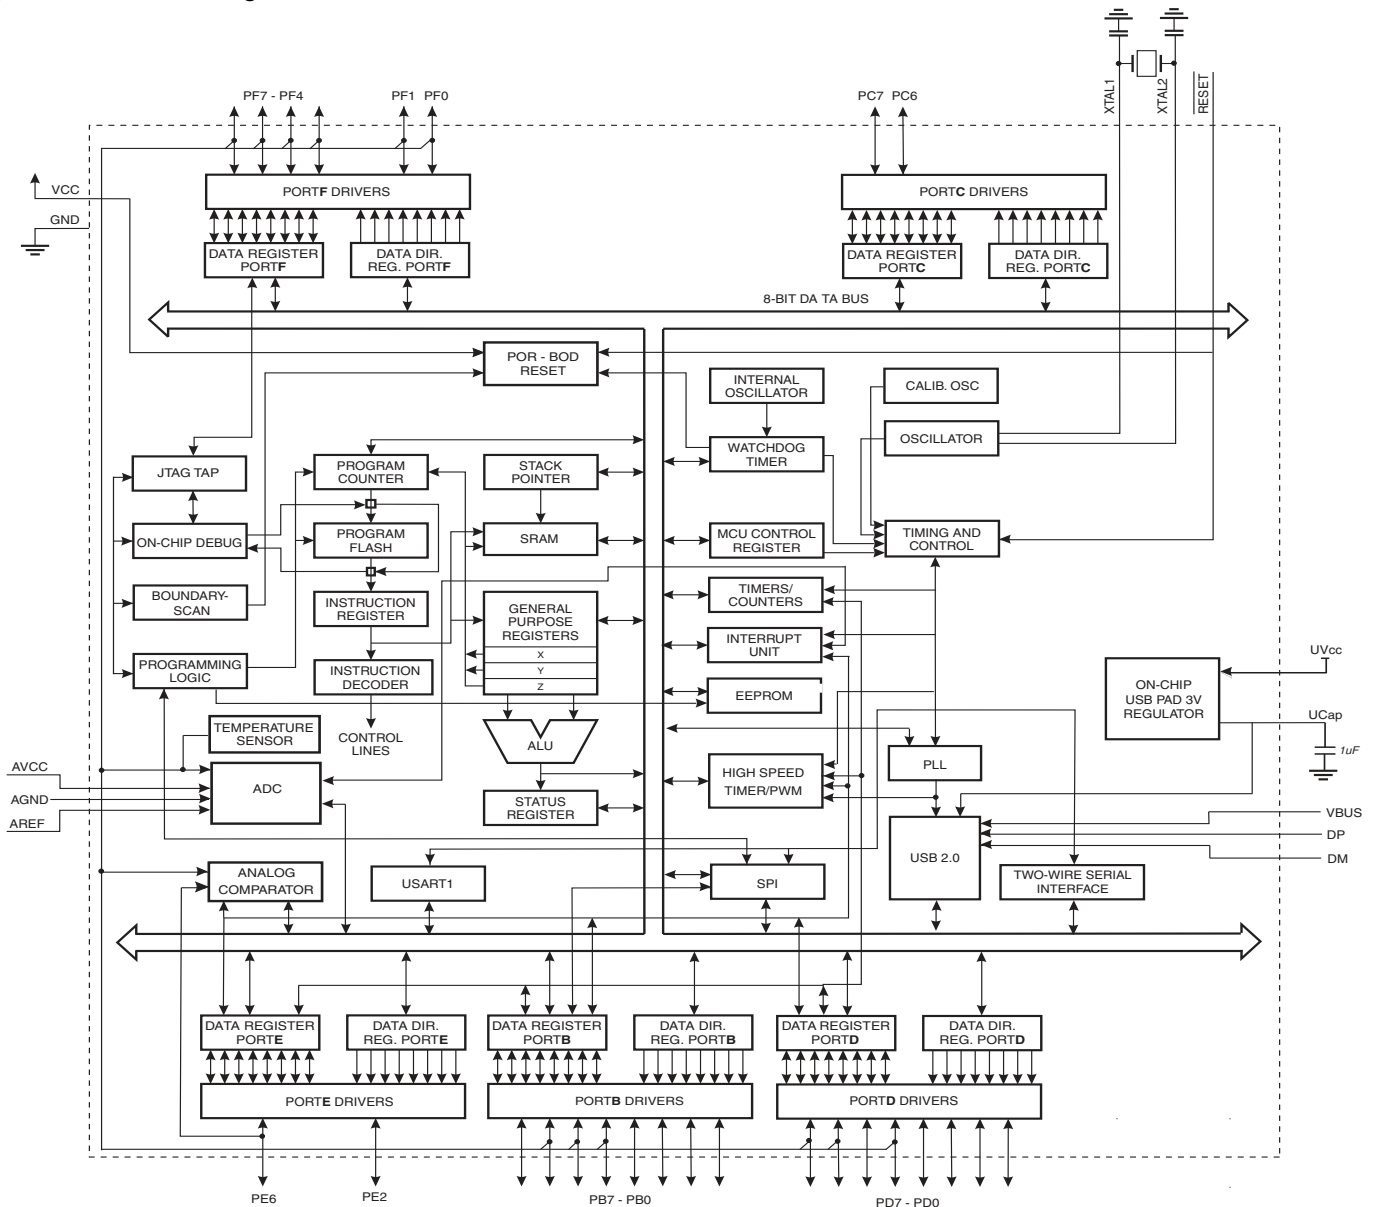 XTAL1
XTAL2
RESET
PF7 - PF4
PF1
PF0
PC7
PC6
VCC
GND
PORTF DRIVERS
PORTC DRIVERS
DATA REGISTER
PORTF
DATA DIR.
REG. PORTF
DATA REGISTER
PORTC
DATA DIR.
REG. PORTC
8-BIT DA TA BUS
POR - BOD
RESET
INTERNAL
OSCILLATOR
CALIB. OSC
WATCHDOG
TIMER
OSCILLATOR
JTAG TAP
PROGRAM
COUNTER
STACK
POINTER
ON-CHIP DEBUG
PROGRAM
FLASH
SRAM
MCU CONTROL
REGISTER
TIMING AND
CONTROL
BOUNDARY-
SCAN
INSTRUCTION
REGISTER
GENERAL
PURPOSE
REGISTERS
X
Y
Z
TIMERS/
COUNTERS
INTERRUPT
UNIT
PROGRAMMING
LOGIC
INSTRUCTION
DECODER
EEPROM
ON-CHIP
USB PAD 3V
REGULATOR
UVcc
UCap
1uF
TEMPERATURE
SENSOR
CONTROL
LINES
ALU
PLL
AVCC
AGND
AREF
ADC
STATUS
REGISTER
HIGH SPEED
TIMER/PWM
VBUS
DP
DM
USB 2.0
ANALOG
COMPARATOR
USART1
SPI
TWO-WIRE SERIAL
INTERFACE
DATA REGISTER
PORTE
DATA DIR.
REG. PORTE
DATA REGISTER
PORTB
DATA DIR.
REG. PORTB
DATA REGISTER
PORTD
DATA DIR.
REG. PORTD
PORTE DRIVERS
PORTB DRIVERS
PORTD DRIVERS
PE6
PE2
PB7 - PB0
PD7 - PD0